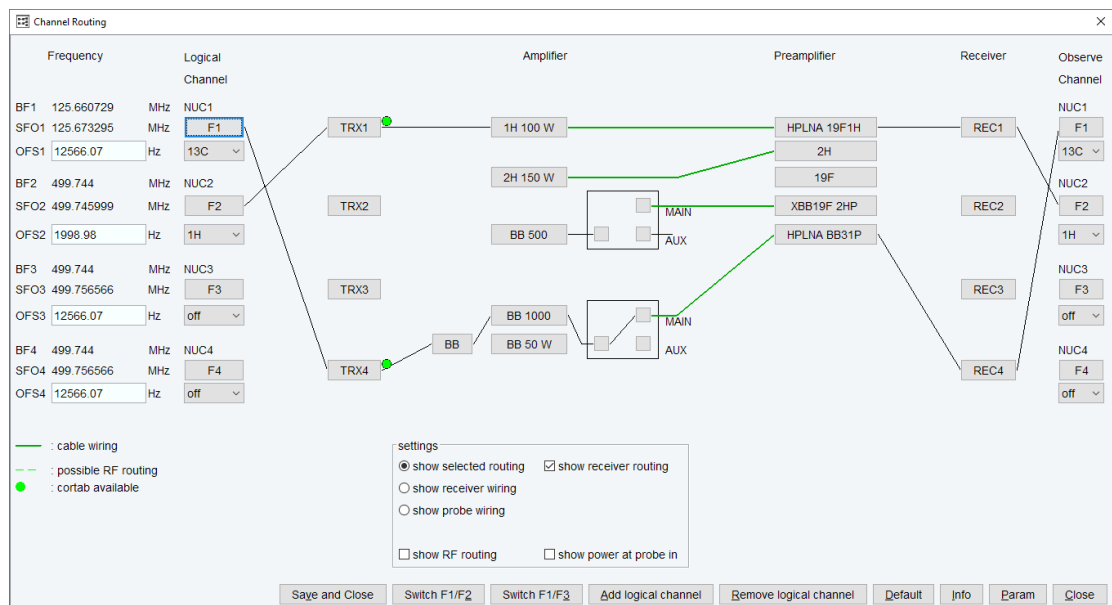 Channel Routing
Frequency Logical Channel Amplifier Preamplifier Receiver Observe Channel
BF1 125.660729 MHz NUC1 NUC1
SFO1 125.673295 MHz F1 TRX1 1H 100 W HPLNA 19F1H REC1 F1
OFS1 12566.07 Hz 13C 2H 13C
BF2 499.744 MHz NUC2 2H 150 W 19F NUC2
SFO2 499.745999 MHz F2 TRX2 MAIN XBB19F 2HP REC2 F2
OFS2 1998.98 Hz 1H BB 500 AUX HPLNA BB31P 1H
BF3 499.744 MHz NUC3 NUC3
SFO3 499.756566 MHz F3 TRX3 REC3 F3
OFS3 12566.07 Hz off BB 1000 MAIN off
BF4 499.744 MHz NUC4 BB BB 50 W AUX NUC4
SFO4 499.756566 MHz F4 TRX4 REC4 F4
OFS4 12566.07 Hz off off
: cable wiring
: possible RF routing
: cortab available
settings
show selected routing show receiver routing
show receiver wiring
show probe wiring
show RF routing show power at probe in
Save and Close Switch F1/F2 Switch F1/F3 Add logical channel Remove logical channel Default Info Param Close